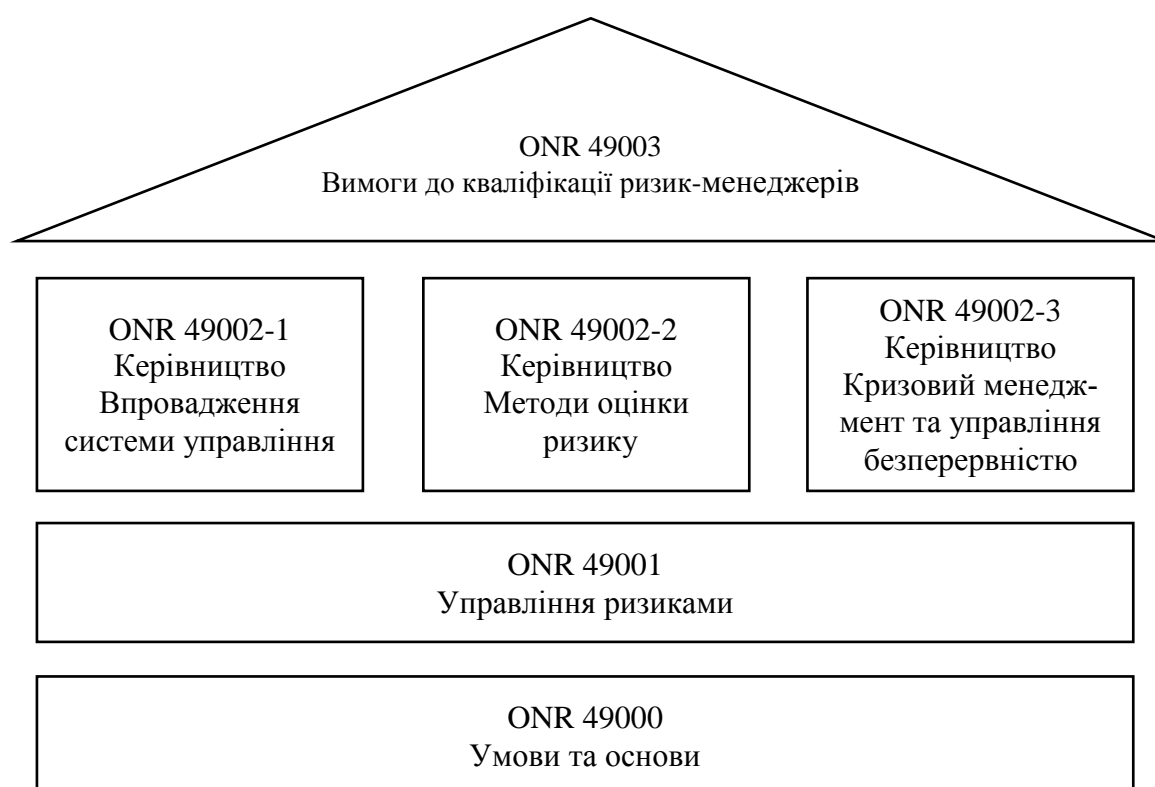 ONR 49003
Вимоги до кваліфікації ризик-менеджерів
ONR 49002-1
Керівництво
Впровадження
системи управління
ONR 49002-2
Керівництво
Методи оцінки
ризику
ONR 49002-3
Керівництво
Кризовий менедж-
мент та управління
безперервністю
ONR 49001
Управління ризиками
ONR 49000
Умови та основи